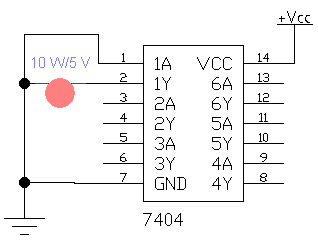 +Vcc
10 W/5 V
1 1A VCC 14
2 1Y 6A 13
3 2A 6Y 12
4 2Y 5A 11
5 3A 5Y 10
6 3Y 4A 9
7 GND 4Y 8
7404